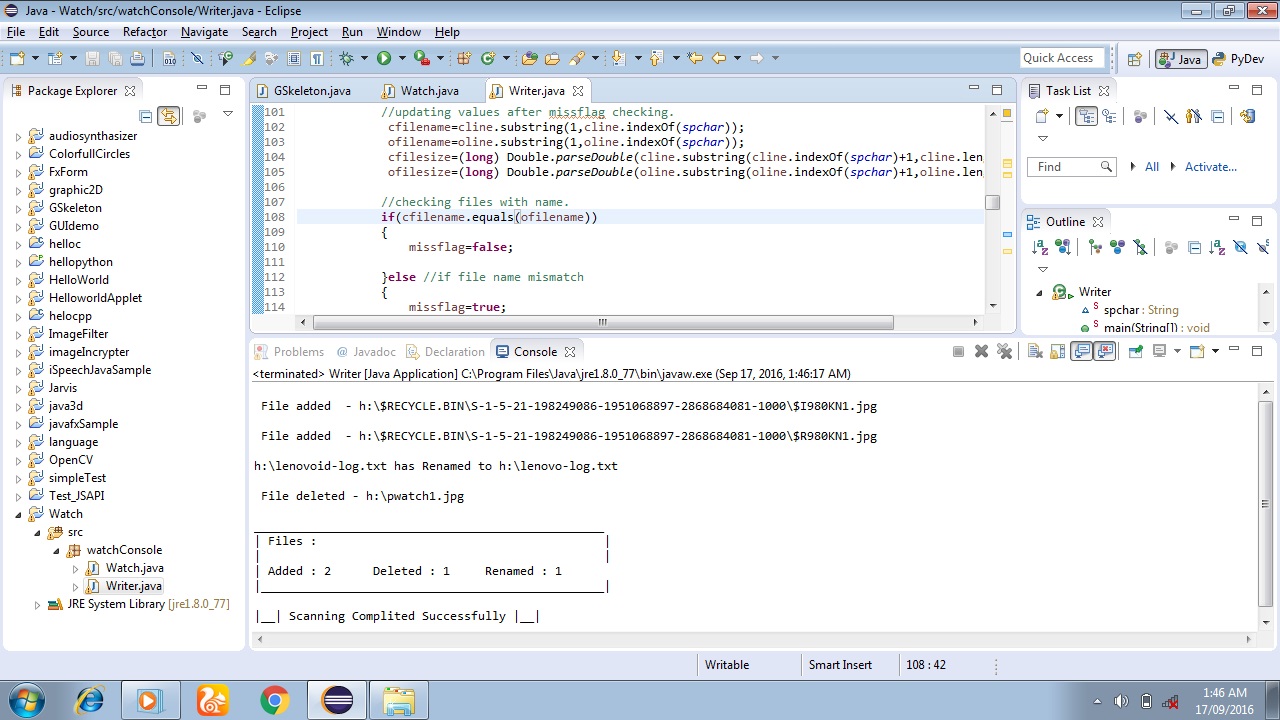 Java - Watch/src/watchConsole/Writer.java - Eclipse
File Edit Source Refactor Navigate Search Project Run Window Help
Quick Access
Java
PyDev
Package Explorer
audiosynthasizer
ColorfullCircles
FxForm
graphic2D
GSkeleton
GUIdemo
helloc
hellopython
HelloWorld
HelloworldApplet
helocpp
ImageFilter
imageIncrypter
iSpeechJavaSample
Jarvis
java3d
javafxSample
language
OpenCV
simpleTest
Test_JSAPI
Watch
src
watchConsole
Watch.java
Writer.java
JRE System Library [jre1.8.0_77]
GSkeleton.java Watch.java Writer.java
101 //updating values after missflag checking.
102 cfilename=cline.substring(1,cline.indexOf(spchar));
103 ofilename=oline.substring(1,oline.indexOf(spchar));
104 cfilesize=(long) Double.parseDouble(cline.substring(cline.indexOf(spchar)+1,cline.len
105 ofilesize=(long) Double.parseDouble(oline.substring(oline.indexOf(spchar)+1,oline.len
106
107 //checking files with name.
108 if(cfilename.equals(ofilename))
109 {
110 missflag=false;
111
112 }else //if file name mismatch
113 {
114 missflag=true;
Task List
Find
All
Activate...
Outline
Writer
S spchar : String
S main(String[]) : void
Problems @ Javadoc Declaration Console
<terminated> Writer [Java Application] C:\Program Files\Java\jre1.8.0_77\bin\javaw.exe (Sep 17, 2016, 1:46:17 AM)
File added - h:\$RECYCLE.BIN\S-1-5-21-198249086-1951068897-2868684081-1000\$I980KN1.jpg
File added - h:\$RECYCLE.BIN\S-1-5-21-198249086-1951068897-2868684081-1000\$R980KN1.jpg
h:\lenovoid-log.txt has Renamed to h:\lenovo-log.txt
File deleted - h:\pwatch1.jpg
| Files : |
| |
| Added : 2 Deleted : 1 Renamed : 1
|_________________________________________________|
|__| Scanning Complited Successfully |__|
Writable
Smart Insert
108 : 42
1:46 AM
17/09/2016